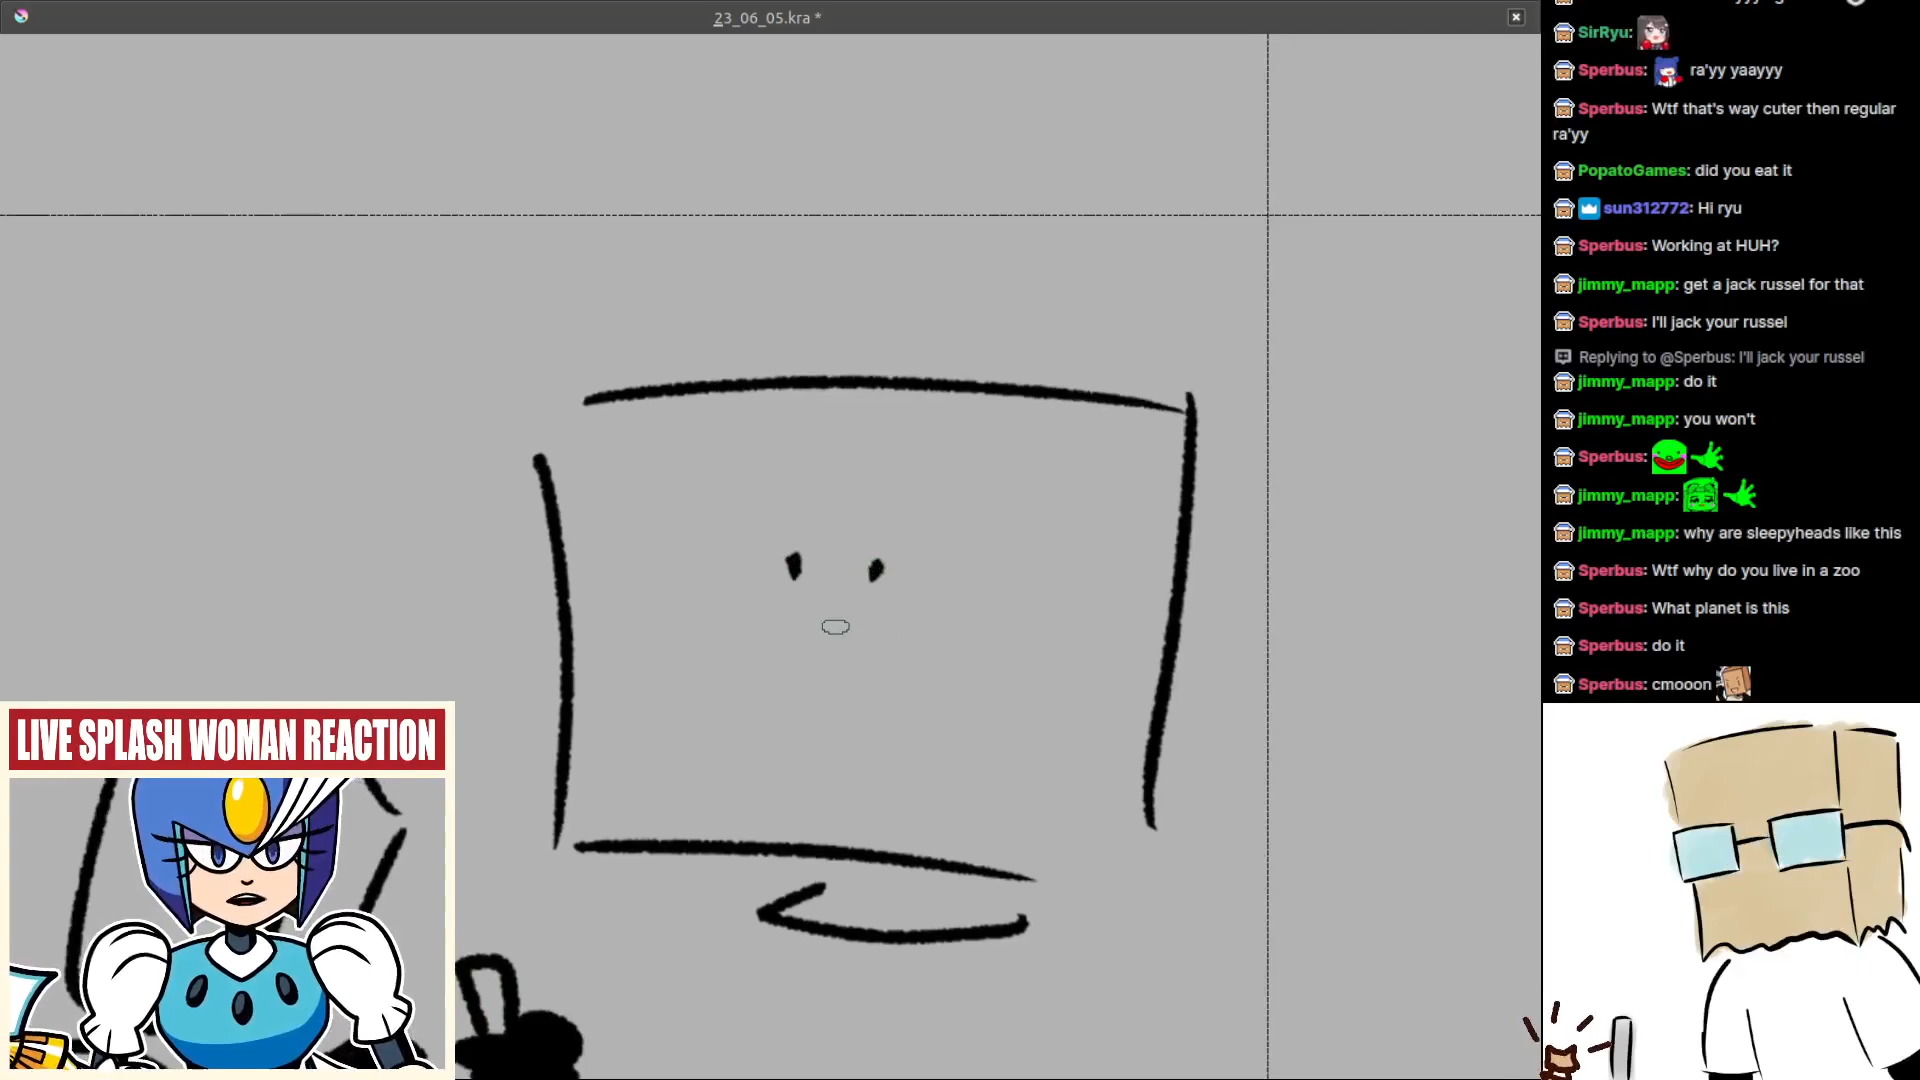 23_06_05.kra *
SirRyu:
Sperbus: ra'yy yaayyy
Sperbus: Wtf that's way cuter then regular
ra'yy
PopatoGames: did you eat it
sun312772: Hi ryu
Sperbus: Working at HUH?
jimmy_mapp: get a jack russel for that
Sperbus: I'll jack your russel
Replying to @Sperbus: I'll jack your russel
jimmy_mapp: do it
jimmy_mapp: you won't
Sperbus:
jimmy_mapp:
jimmy_mapp: why are sleepyheads like this
Sperbus: Wtf why do you live in a zoo
Sperbus: What planet is this
Sperbus: do it
Sperbus: cmooon
LIVE SPLASH WOMAN REACTION